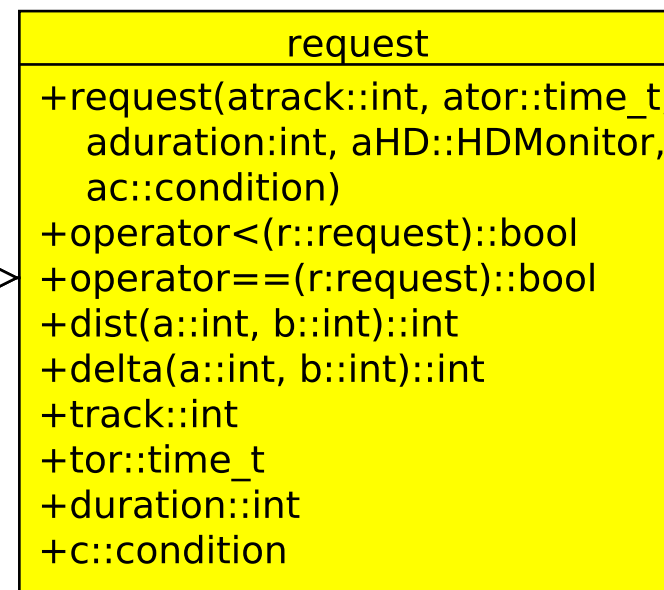 request
+request(atrack::int, ator::time_t,
aduration:int, aHD::HDMonitor,
ac::condition)
+operator<(r::request)::bool
+operator==(r:request)::bool
+dist(a::int, b::int)::int
+delta(a::int, b::int)::int
+track::int
+tor::time_t
+duration::int
+c::condition